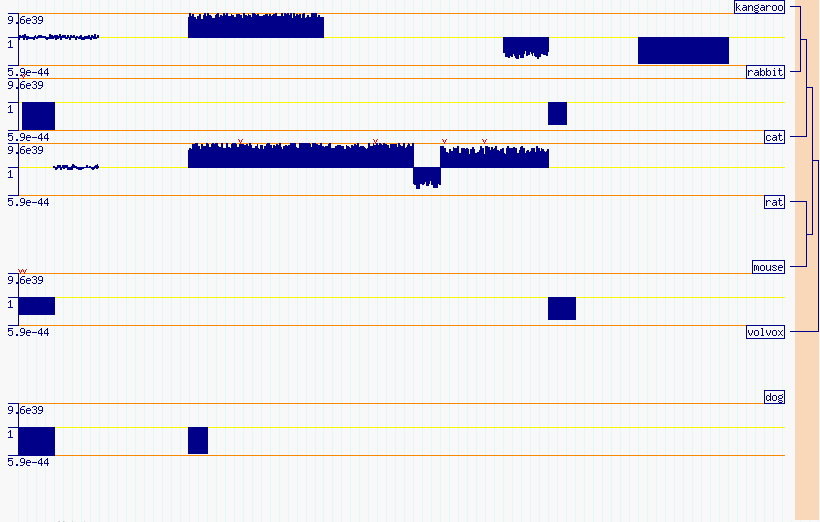 kangaroo
9.6e39
1
5.9e-44
rabbit
9.6e39
1
5.9e-44
cat
9.6e39
1
5.9e-44
rat
mouse
9.6e39
1
5.9e-44
volvox
dog
9.6e39
1
5.9e-44